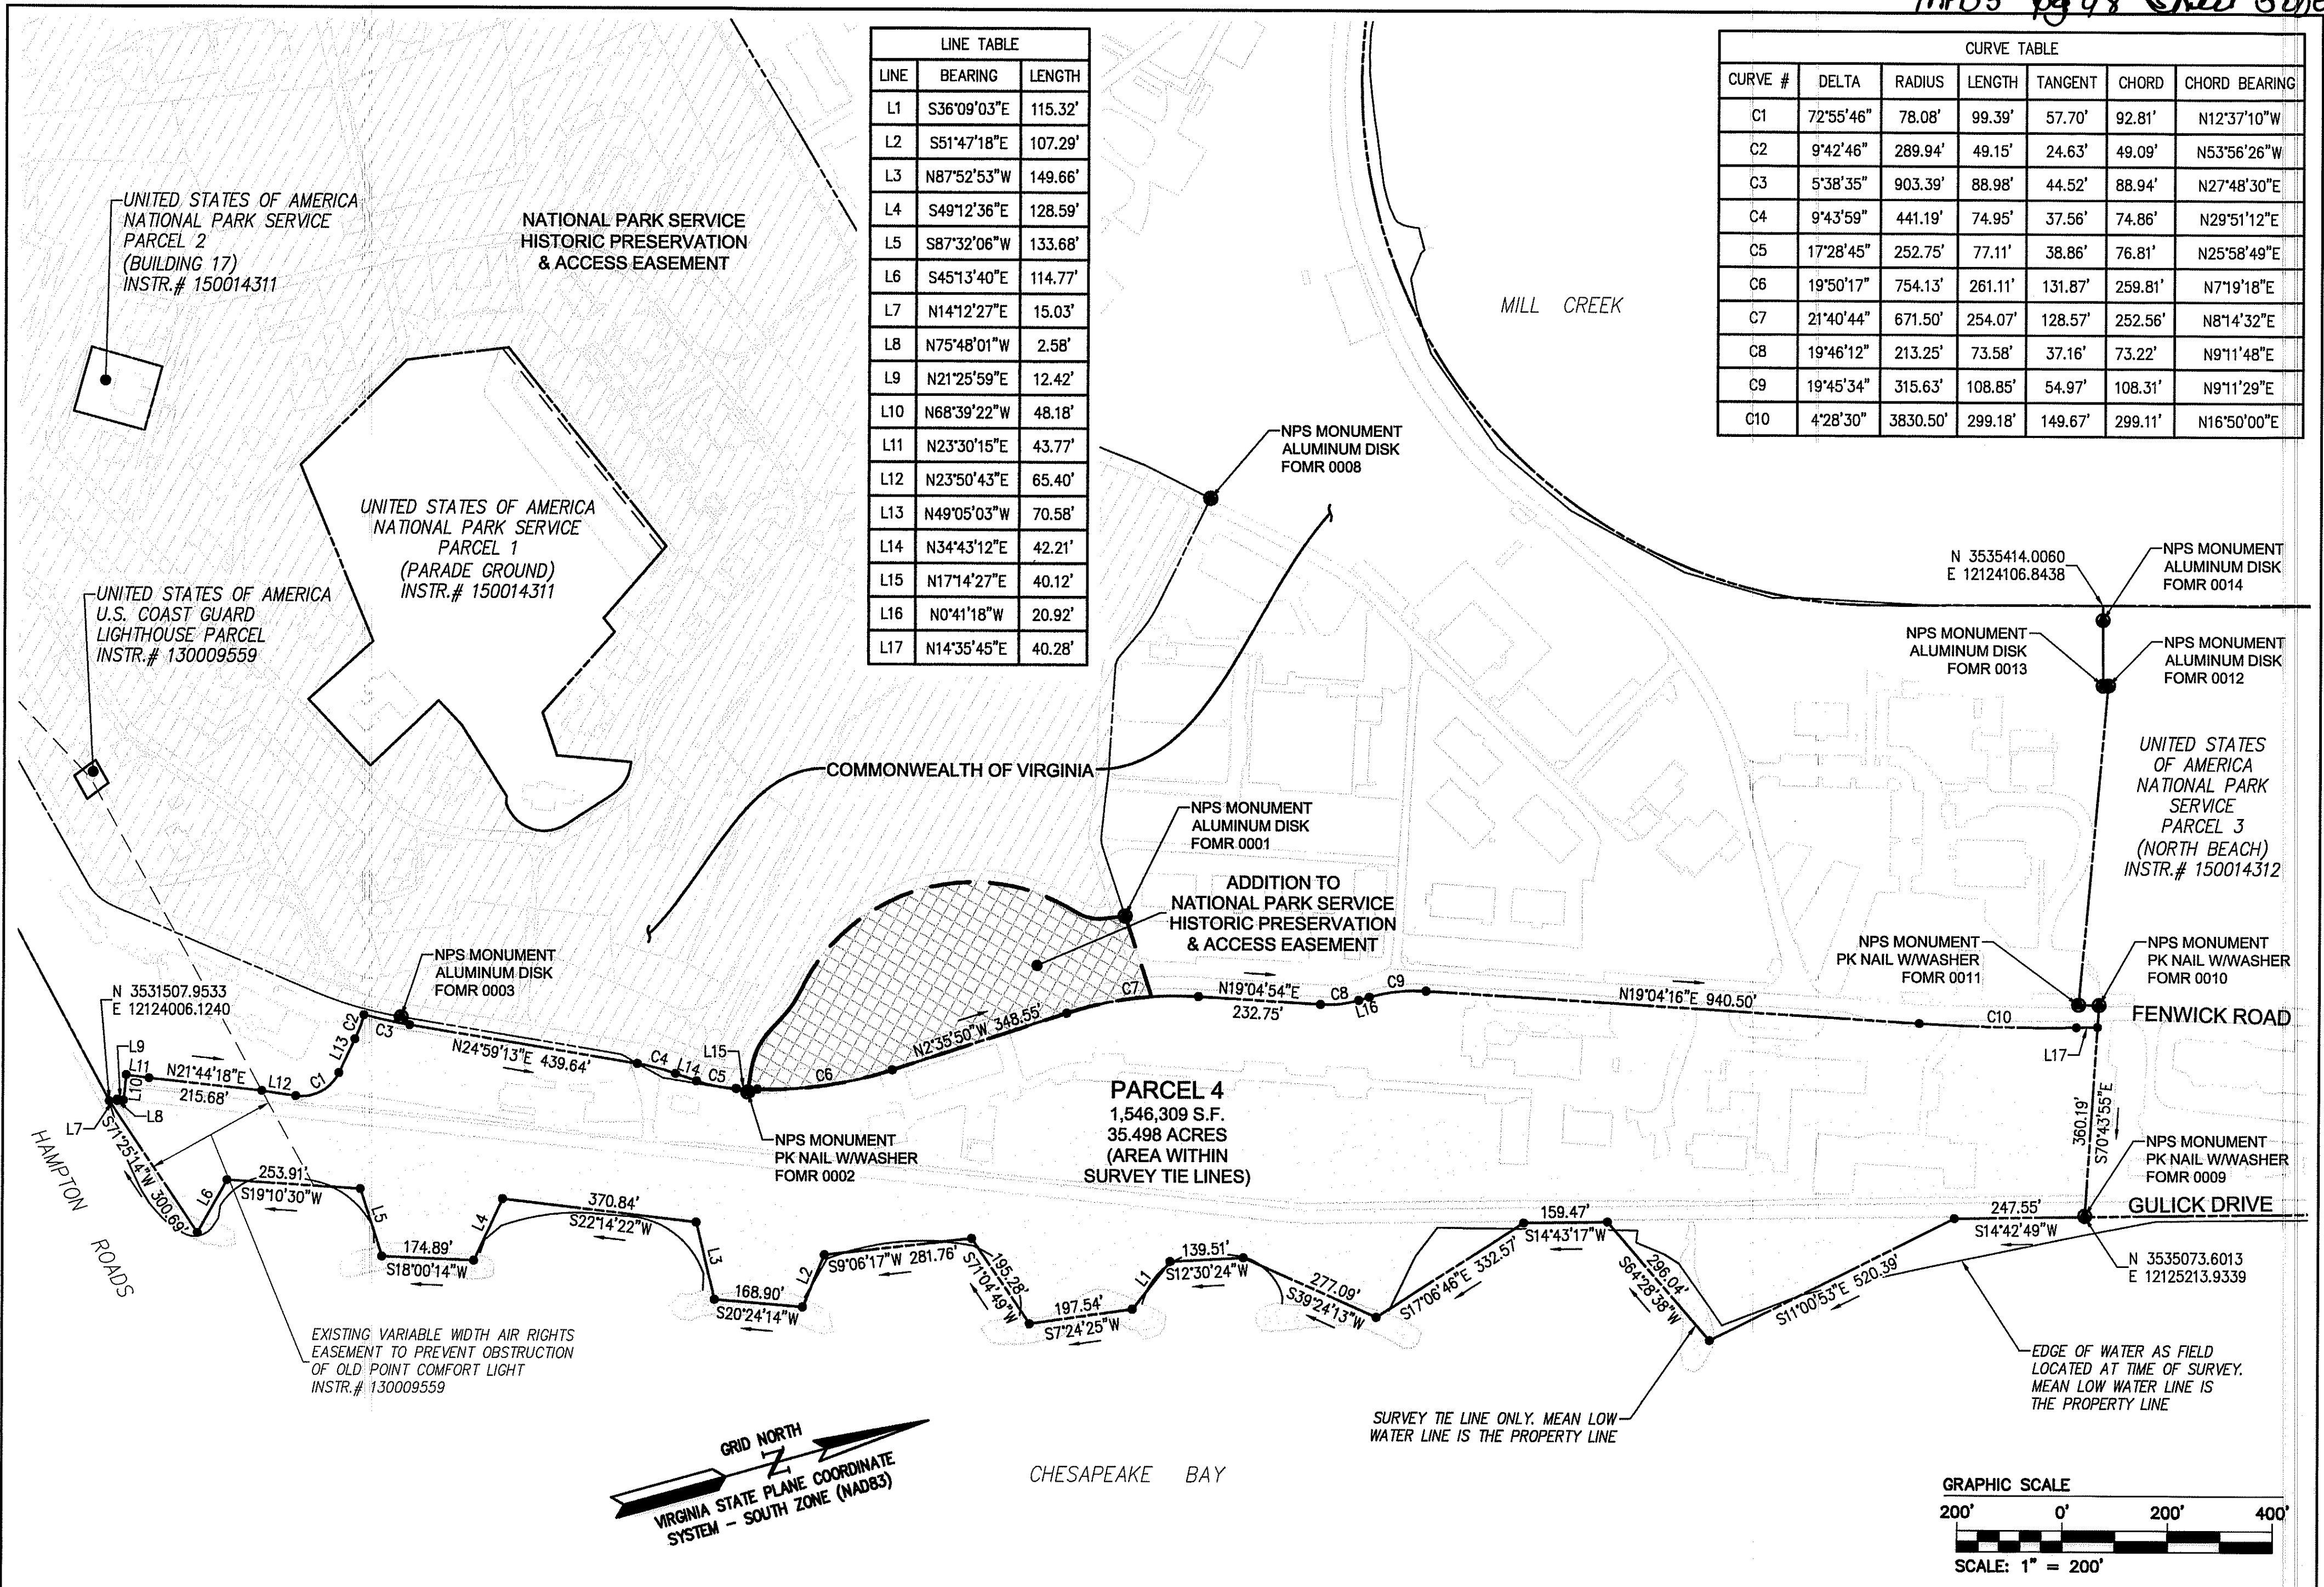 MPB5 pg 98
LINE TABLE
LINE BEARING LENGTH
L1 S36°09'03"E 115.32'
L2 S51°47'18"E 107.29'
L3 N87°52'53"W 149.66'
L4 S49°12'36"E 128.59'
L5 S87°32'06"W 133.68'
L6 S45°13'40"E 114.77'
L7 N14°12'27"E 15.03'
L8 N75°48'01"W 2.58'
L9 N21°25'59"E 12.42'
L10 N68°39'22"W 48.18'
L11 N23°30'15"E 43.77'
L12 N23°50'43"E 65.40'
L13 N49°05'03"W 70.58'
L14 N34°43'12"E 42.21'
L15 N17°14'27"E 40.12'
L16 N0°41'18"W 20.92'
L17 N14°35'45"E 40.28'
CURVE TABLE
CURVE # DELTA RADIUS LENGTH TANGENT CHORD CHORD BEARING
C1 72°55'46" 78.08' 99.39' 57.70' 92.81' N12°37'10"W
C2 9°42'46" 289.94' 49.15' 24.63' 49.09' N53°56'26"W
C3 5°38'35" 903.39' 88.98' 44.52' 88.94' N27°48'30"E
C4 9°43'59" 441.19' 74.95' 37.56' 74.86' N29°51'12"E
C5 17°28'45" 252.75' 77.11' 38.86' 76.81' N25°58'49"E
C6 19°50'17" 754.13' 261.11' 131.87' 259.81' N7°19'18"E
C7 21°40'44" 671.50' 254.07' 128.57' 252.56' N8°14'32"E
C8 19°46'12" 213.25' 73.58' 37.16' 73.22' N9°11'48"E
C9 19°45'34" 315.63' 108.85' 54.97' 108.31' N9°11'29"E
C10 4°28'30" 3830.50' 299.18' 149.67' 299.11' N16°50'00"E
UNITED STATES OF AMERICA
NATIONAL PARK SERVICE
PARCEL 2
(BUILDING 17)
INSTR.# 150014311
NATIONAL PARK SERVICE
HISTORIC PRESERVATION
& ACCESS EASEMENT
MILL CREEK
NPS MONUMENT
ALUMINUM DISK
FOMR 0008
UNITED STATES OF AMERICA
NATIONAL PARK SERVICE
PARCEL 1
(PARADE GROUND)
INSTR.# 150014311
UNITED STATES OF AMERICA
U.S. COAST GUARD
LIGHTHOUSE PARCEL
INSTR.# 130009559
N 3535414.0060
E 12124106.8438
NPS MONUMENT
ALUMINUM DISK
FOMR 0014
NPS MONUMENT
ALUMINUM DISK
FOMR 0013
NPS MONUMENT
ALUMINUM DISK
FOMR 0012
COMMONWEALTH OF VIRGINIA
UNITED STATES
OF AMERICA
NATIONAL PARK
SERVICE
PARCEL 3
(NORTH BEACH)
INSTR.# 150014312
NPS MONUMENT
ALUMINUM DISK
FOMR 0001
ADDITION TO
NATIONAL PARK SERVICE
HISTORIC PRESERVATION
& ACCESS EASEMENT
NPS MONUMENT
ALUMINUM DISK
FOMR 0003
NPS MONUMENT
PK NAIL W/WASHER
FOMR 0011
NPS MONUMENT
PK NAIL W/WASHER
FOMR 0010
N 3531507.9533
E 12124006.1240
L9
L11
L10
L8
L7
N21°44'18"E
215.68'
L12
C1
L13
C2
C3
N24°59'13"E 439.64'
C4
L14
C5
L15
C6
N2°35'50"W 348.55'
C7
N19°04'54"E
232.75'
C8
L16
C9
N19°04'16"E 940.50'
C10
L17
FENWICK ROAD
NPS MONUMENT
PK NAIL W/WASHER
FOMR 0002
PARCEL 4
1,546,309 S.F.
35.498 ACRES
(AREA WITHIN
SURVEY TIE LINES)
360.19'
S70°43'55"E
NPS MONUMENT
PK NAIL W/WASHER
FOMR 0009
GULICK DRIVE
N 3535073.6013
E 12125213.9339
HAMPTON ROADS
S71°25'14"W 300.69'
L6
253.91'
S19°10'30"W
L5
174.89'
S18°00'14"W
L4
370.84'
S22°14'22"W
L3
168.90'
S20°24'14"W
L2
S9°06'17"W 281.76'
195.28'
S71°04'49"W
197.54'
S7°24'25"W
L1
139.51'
S12°30'24"W
277.09'
S39°24'13"W
S17°06'46"E 332.57'
159.47'
S14°43'17"W
296.04'
S64°28'38"W
S11°00'53"E 520.39'
247.55'
S14°42'49"W
EXISTING VARIABLE WIDTH AIR RIGHTS
EASEMENT TO PREVENT OBSTRUCTION
OF OLD POINT COMFORT LIGHT
INSTR.# 130009559
EDGE OF WATER AS FIELD
LOCATED AT TIME OF SURVEY.
MEAN LOW WATER LINE IS
THE PROPERTY LINE
SURVEY TIE LINE ONLY. MEAN LOW
WATER LINE IS THE PROPERTY LINE
GRID NORTH
N
VIRGINIA STATE PLANE COORDINATE
SYSTEM – SOUTH ZONE (NAD83)
CHESAPEAKE BAY
GRAPHIC SCALE
200' 0' 200' 400'
SCALE: 1" = 200'